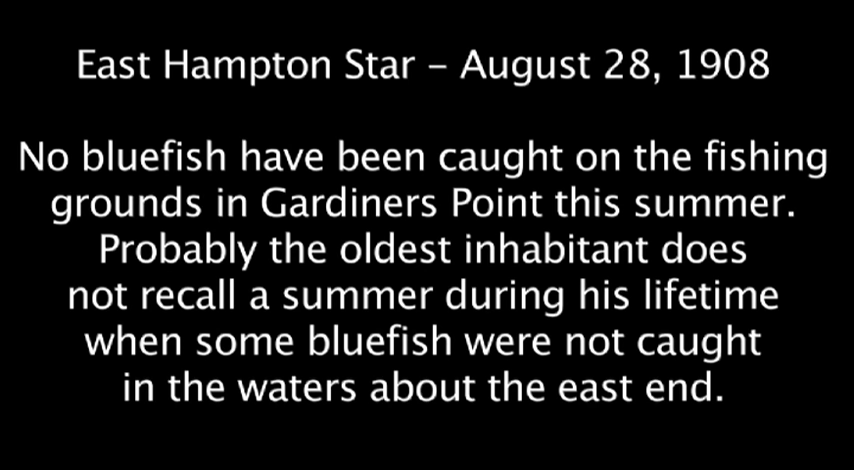 East Hampton Star – August 28, 1908
No bluefish have been caught on the fishing
grounds in Gardiners Point this summer.
Probably the oldest inhabitant does
not recall a summer during his lifetime
when some bluefish were not caught
in the waters about the east end.